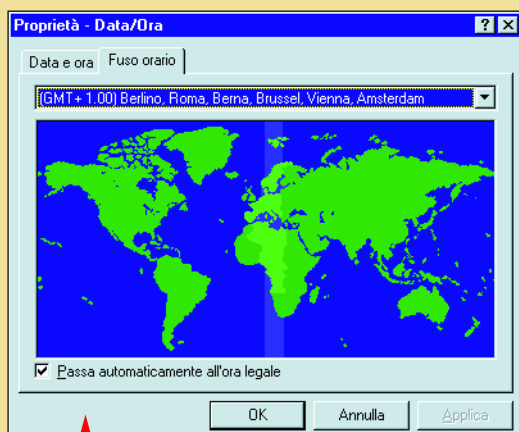 Proprietà - Data/Ora
Data e ora
Fuso orario
(GMT+ 1.00) Berlino, Roma, Berna, Brussel, Vienna, Amsterdam
Passa automaticamente all'ora legale
OK
Annulla
Applica